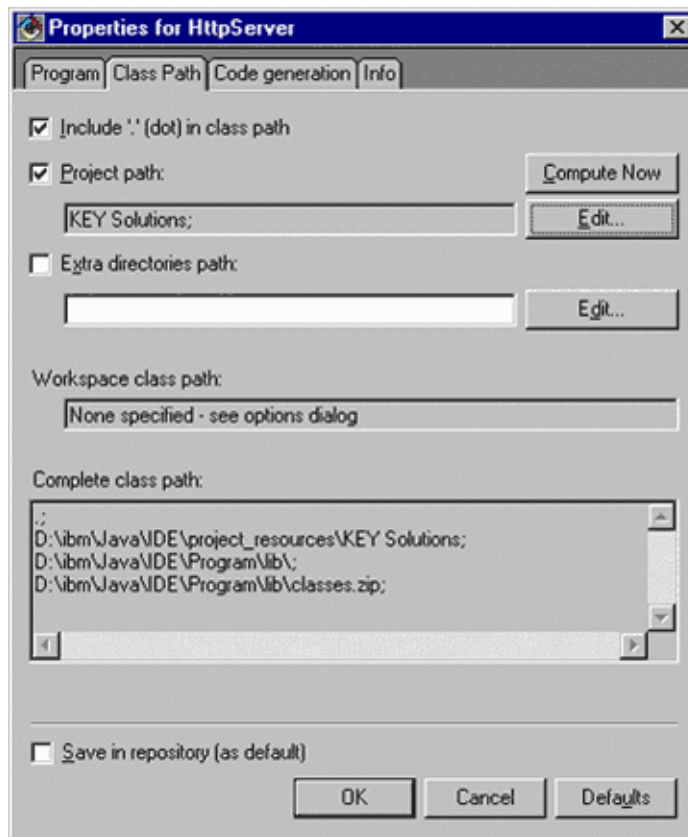 Properties for HttpServer
Program Class Path Code generation Info
Include '.' (dot) in class path
Project path: Compute Now
KEY Solutions; Edit...
Extra directories path:
Edit...
Workspace class path:
None specified - see options dialog
Complete class path:
.;
D:\ibm\Java\IDE\project_resources\KEY Solutions;
D:\ibm\Java\IDE\Program\lib\;
D:\ibm\Java\IDE\Program\lib\classes.zip;
Save in repository (as default)
OK Cancel Defaults